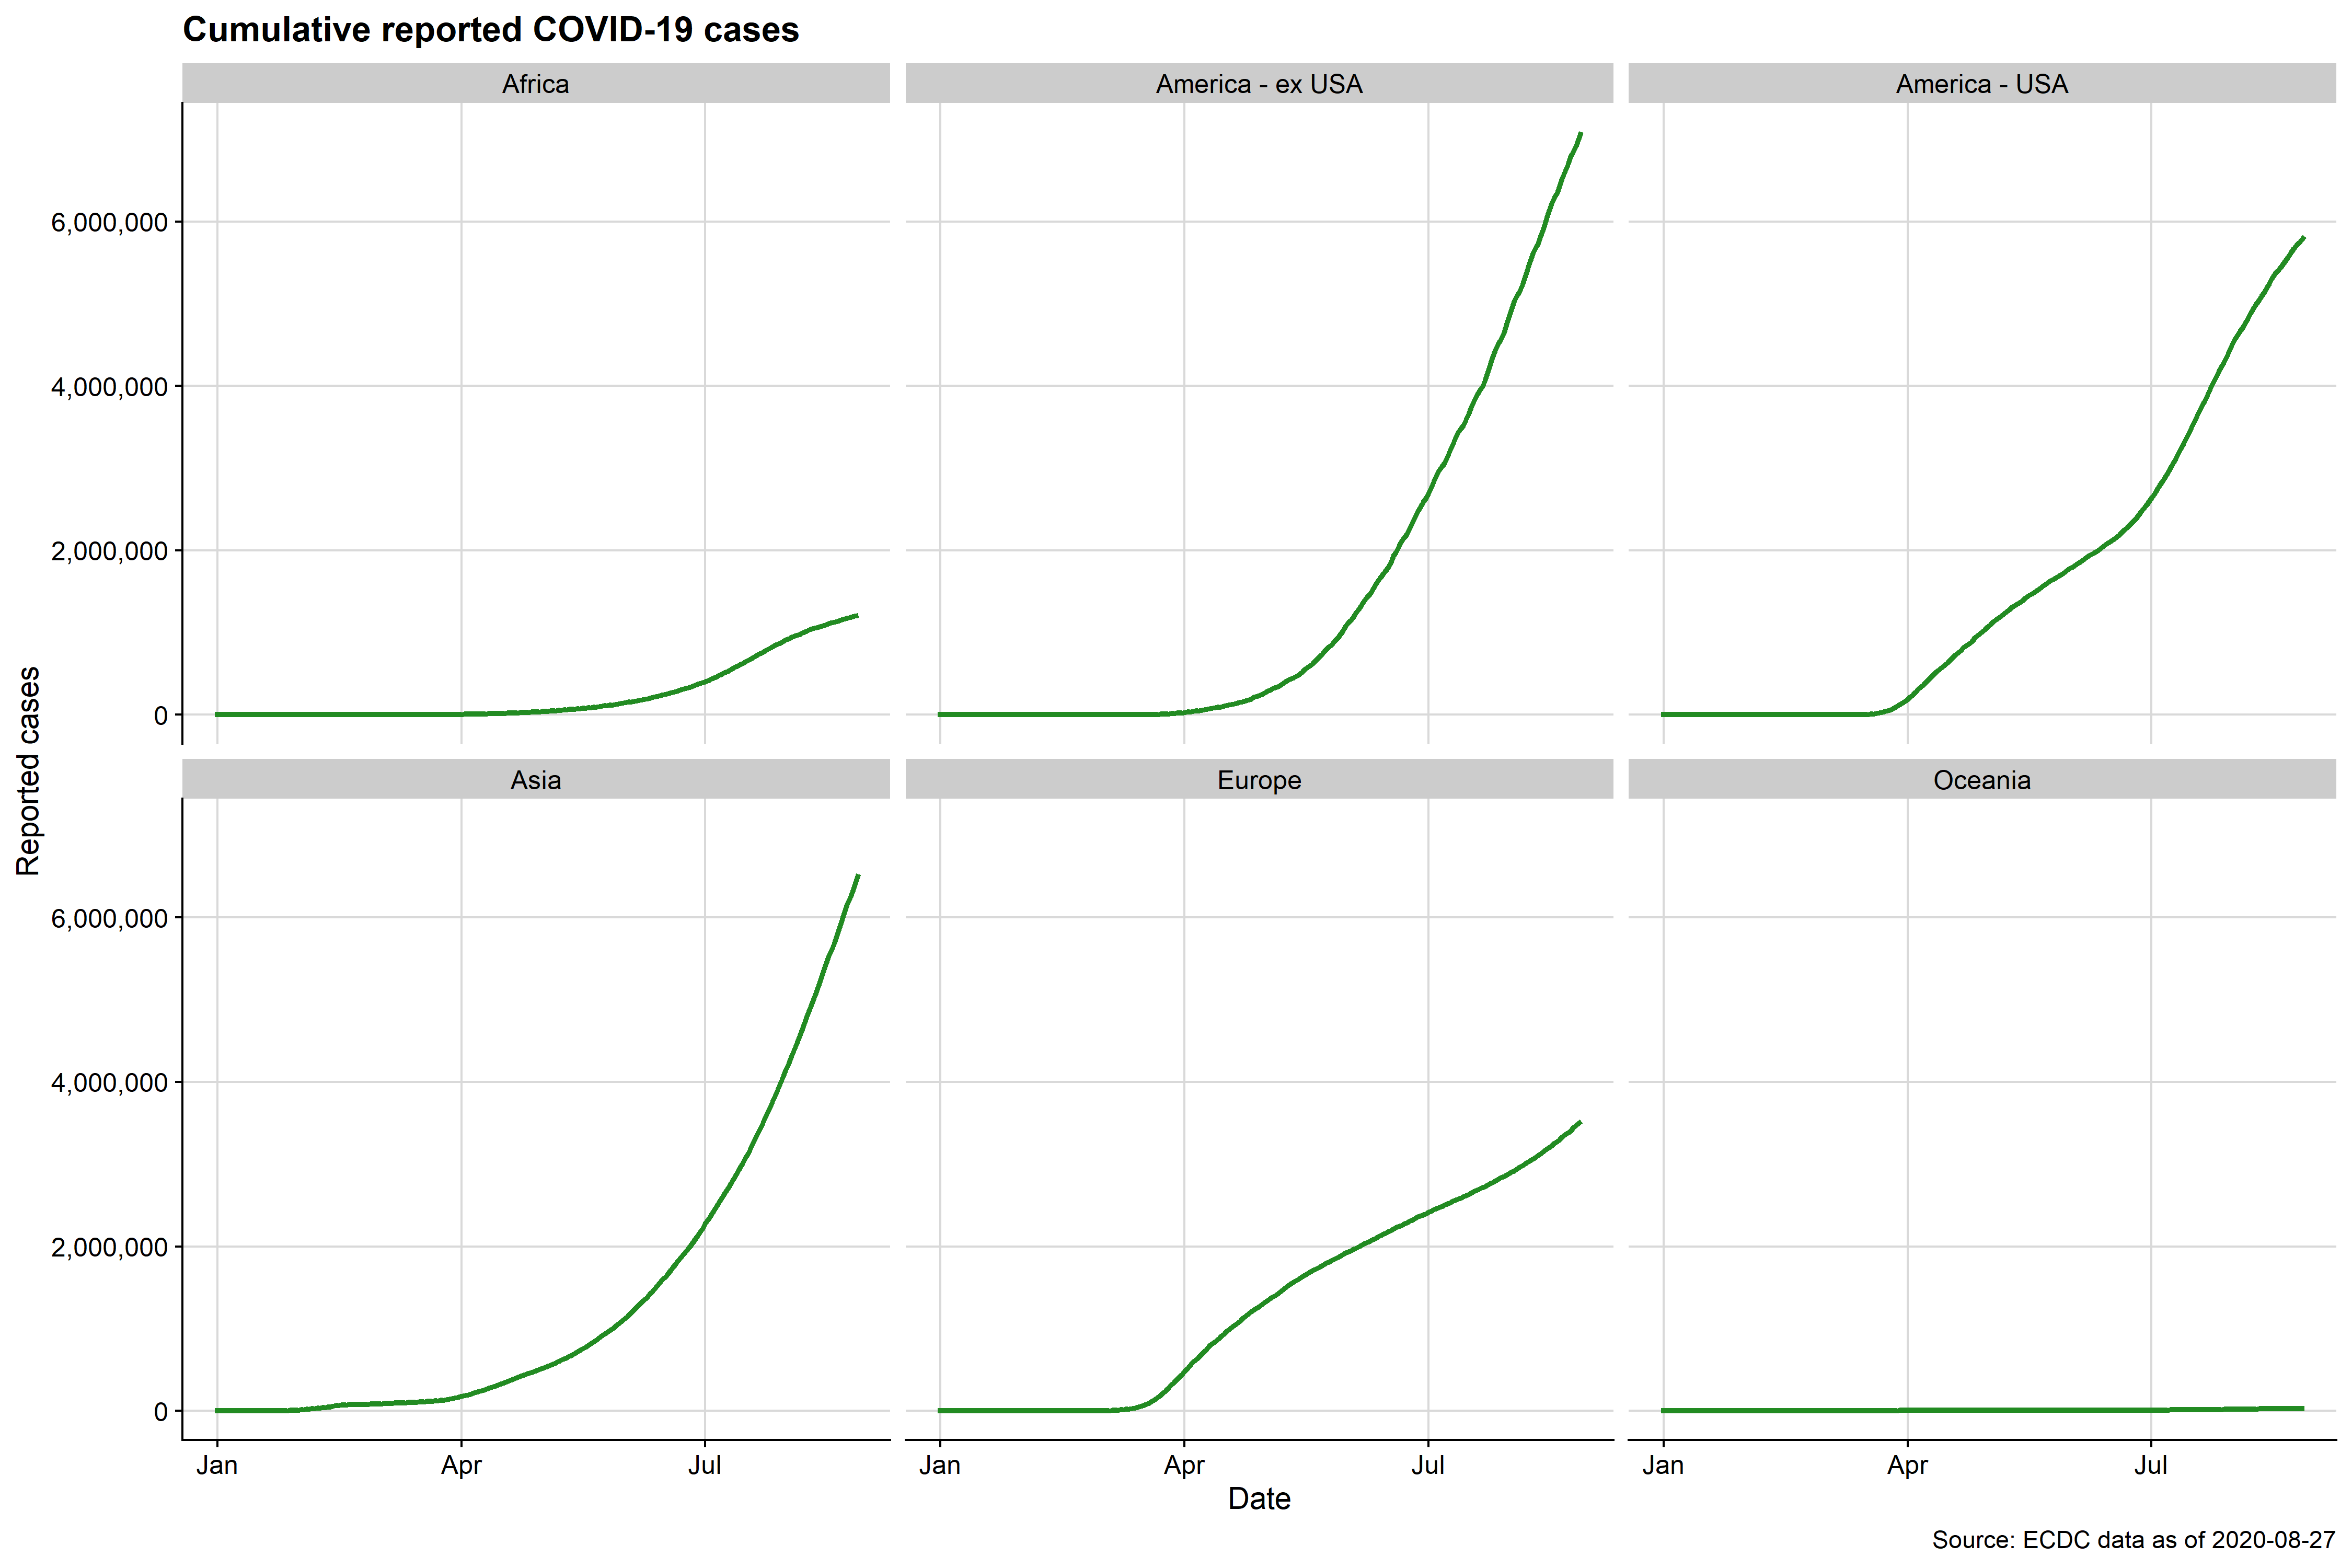 Cumulative reported COVID-19 cases
Africa
America - ex USA
America - USA
6,000,000
4,000,000
2,000,000
0
Reported cases
Asia
Europe
Oceania
6,000,000
4,000,000
2,000,000
0
Jan
Apr
Jul
Jan
Apr
Jul
Jan
Apr
Jul
Date
Source: ECDC data as of 2020-08-27